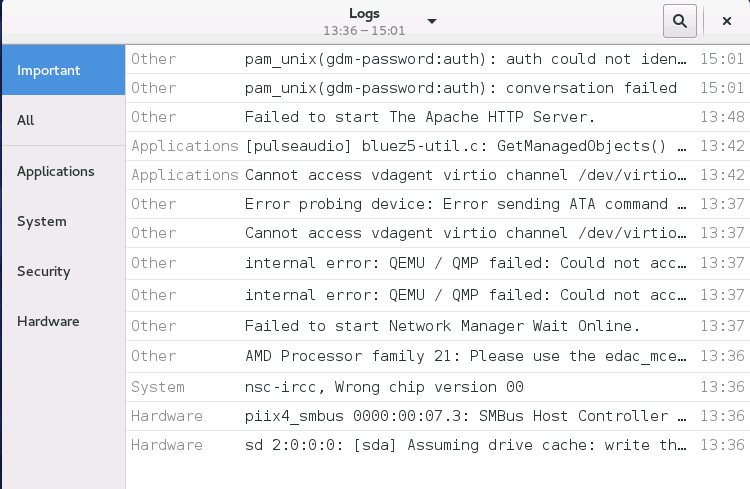 Logs
13:36 – 15:01
Important
All
Applications
System
Security
Hardware
Other pam_unix(gdm-password:auth): auth could not iden… 15:01
Other pam_unix(gdm-password:auth): conversation failed 15:01
Other Failed to start The Apache HTTP Server. 13:48
Applications [pulseaudio] bluez5-util.c: GetManagedObjects() … 13:42
Applications Cannot access vdagent virtio channel /dev/virtio… 13:42
Other Error probing device: Error sending ATA command … 13:37
Other Cannot access vdagent virtio channel /dev/virtio… 13:37
Other internal error: QEMU / QMP failed: Could not acc… 13:37
Other internal error: QEMU / QMP failed: Could not acc… 13:37
Other Failed to start Network Manager Wait Online. 13:37
Other AMD Processor family 21: Please use the edac_mce… 13:36
System nsc-ircc, Wrong chip version 00 13:36
Hardware piix4_smbus 0000:00:07.3: SMBus Host Controller … 13:36
Hardware sd 2:0:0:0: [sda] Assuming drive cache: write th… 13:36